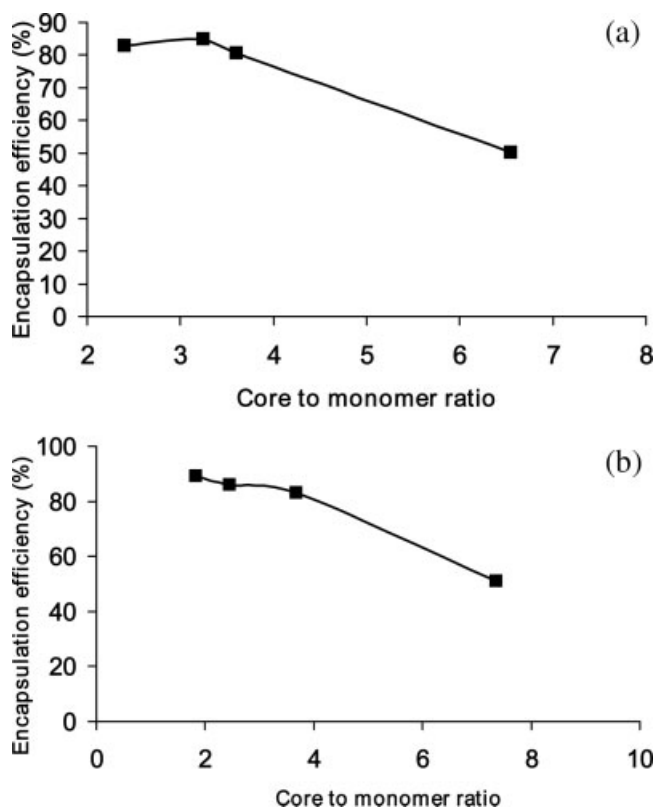 (a)
Encapsulation efficiency (%)
90
80
70
60
50
40
30
20
10
0
2 3 4 5 6 7 8
Core to monomer ratio
(b)
Encapsulation efficiency (%)
100
80
60
40
20
0
0 2 4 6 8 10
Core to monomer ratio